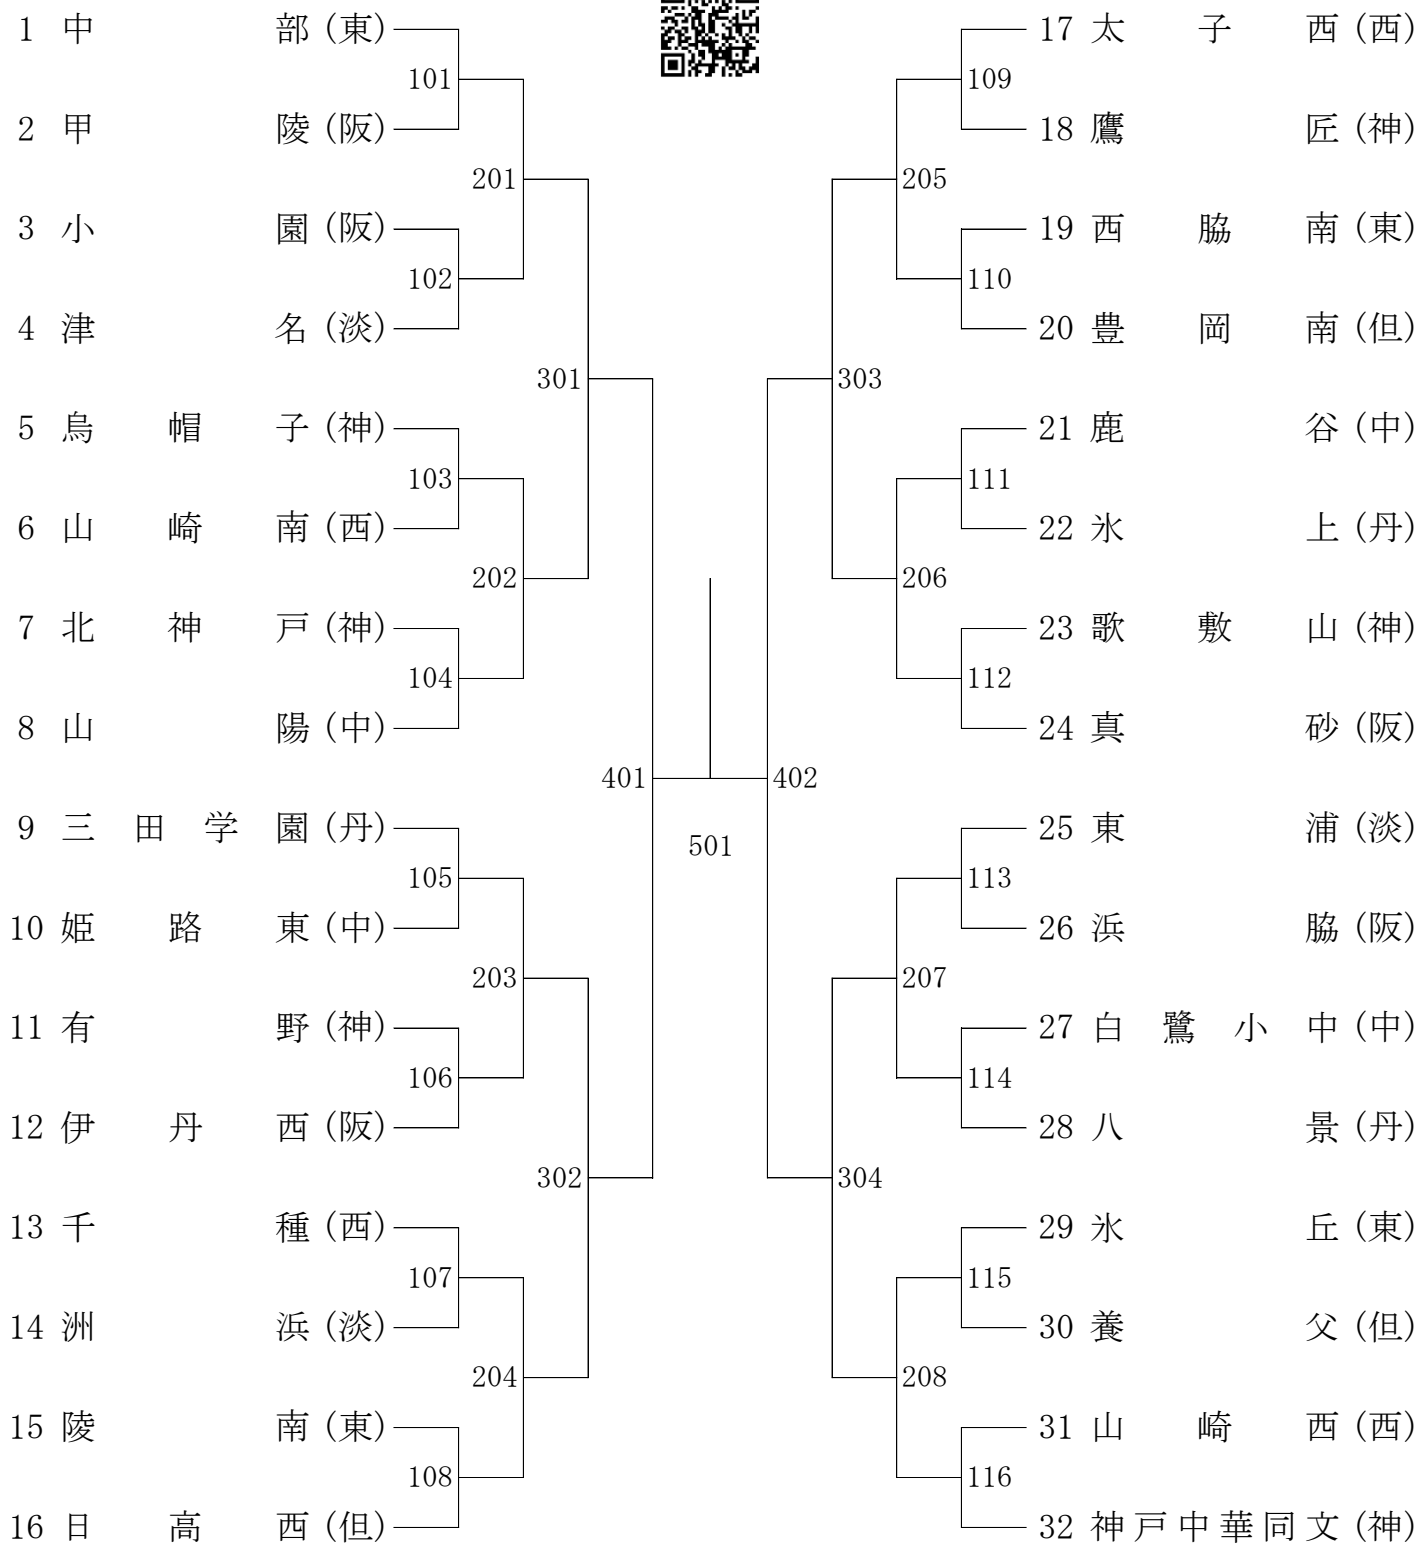 1 中部 (東)
101
2 甲陵 (阪)
201
3 小園 (阪)
102
4 津名 (淡)
301
5 烏帽子 (神)
103
6 山崎南 (西)
202
7 北神戸 (神)
104
8 山陽 (中)
401
9 三田学園 (丹)
105
10 姫路東 (中)
203
11 有野 (神)
106
12 伊丹西 (阪)
302
13 千種 (西)
107
14 洲浜 (淡)
204
15 陵南 (東)
108
16 日高西 (但)
501
17 太子西 (西)
109
18 鷹匠 (神)
205
19 西脇南 (東)
110
20 豊岡南 (但)
303
21 鹿谷 (中)
111
22 氷上 (丹)
206
23 歌敷山 (神)
112
24 真砂 (阪)
402
25 東浦 (淡)
113
26 浜脇 (阪)
207
27 白鷺小中 (中)
114
28 八景 (丹)
304
29 氷丘 (東)
115
30 養父 (但)
208
31 山崎西 (西)
116
32 神戸中華同文 (神)